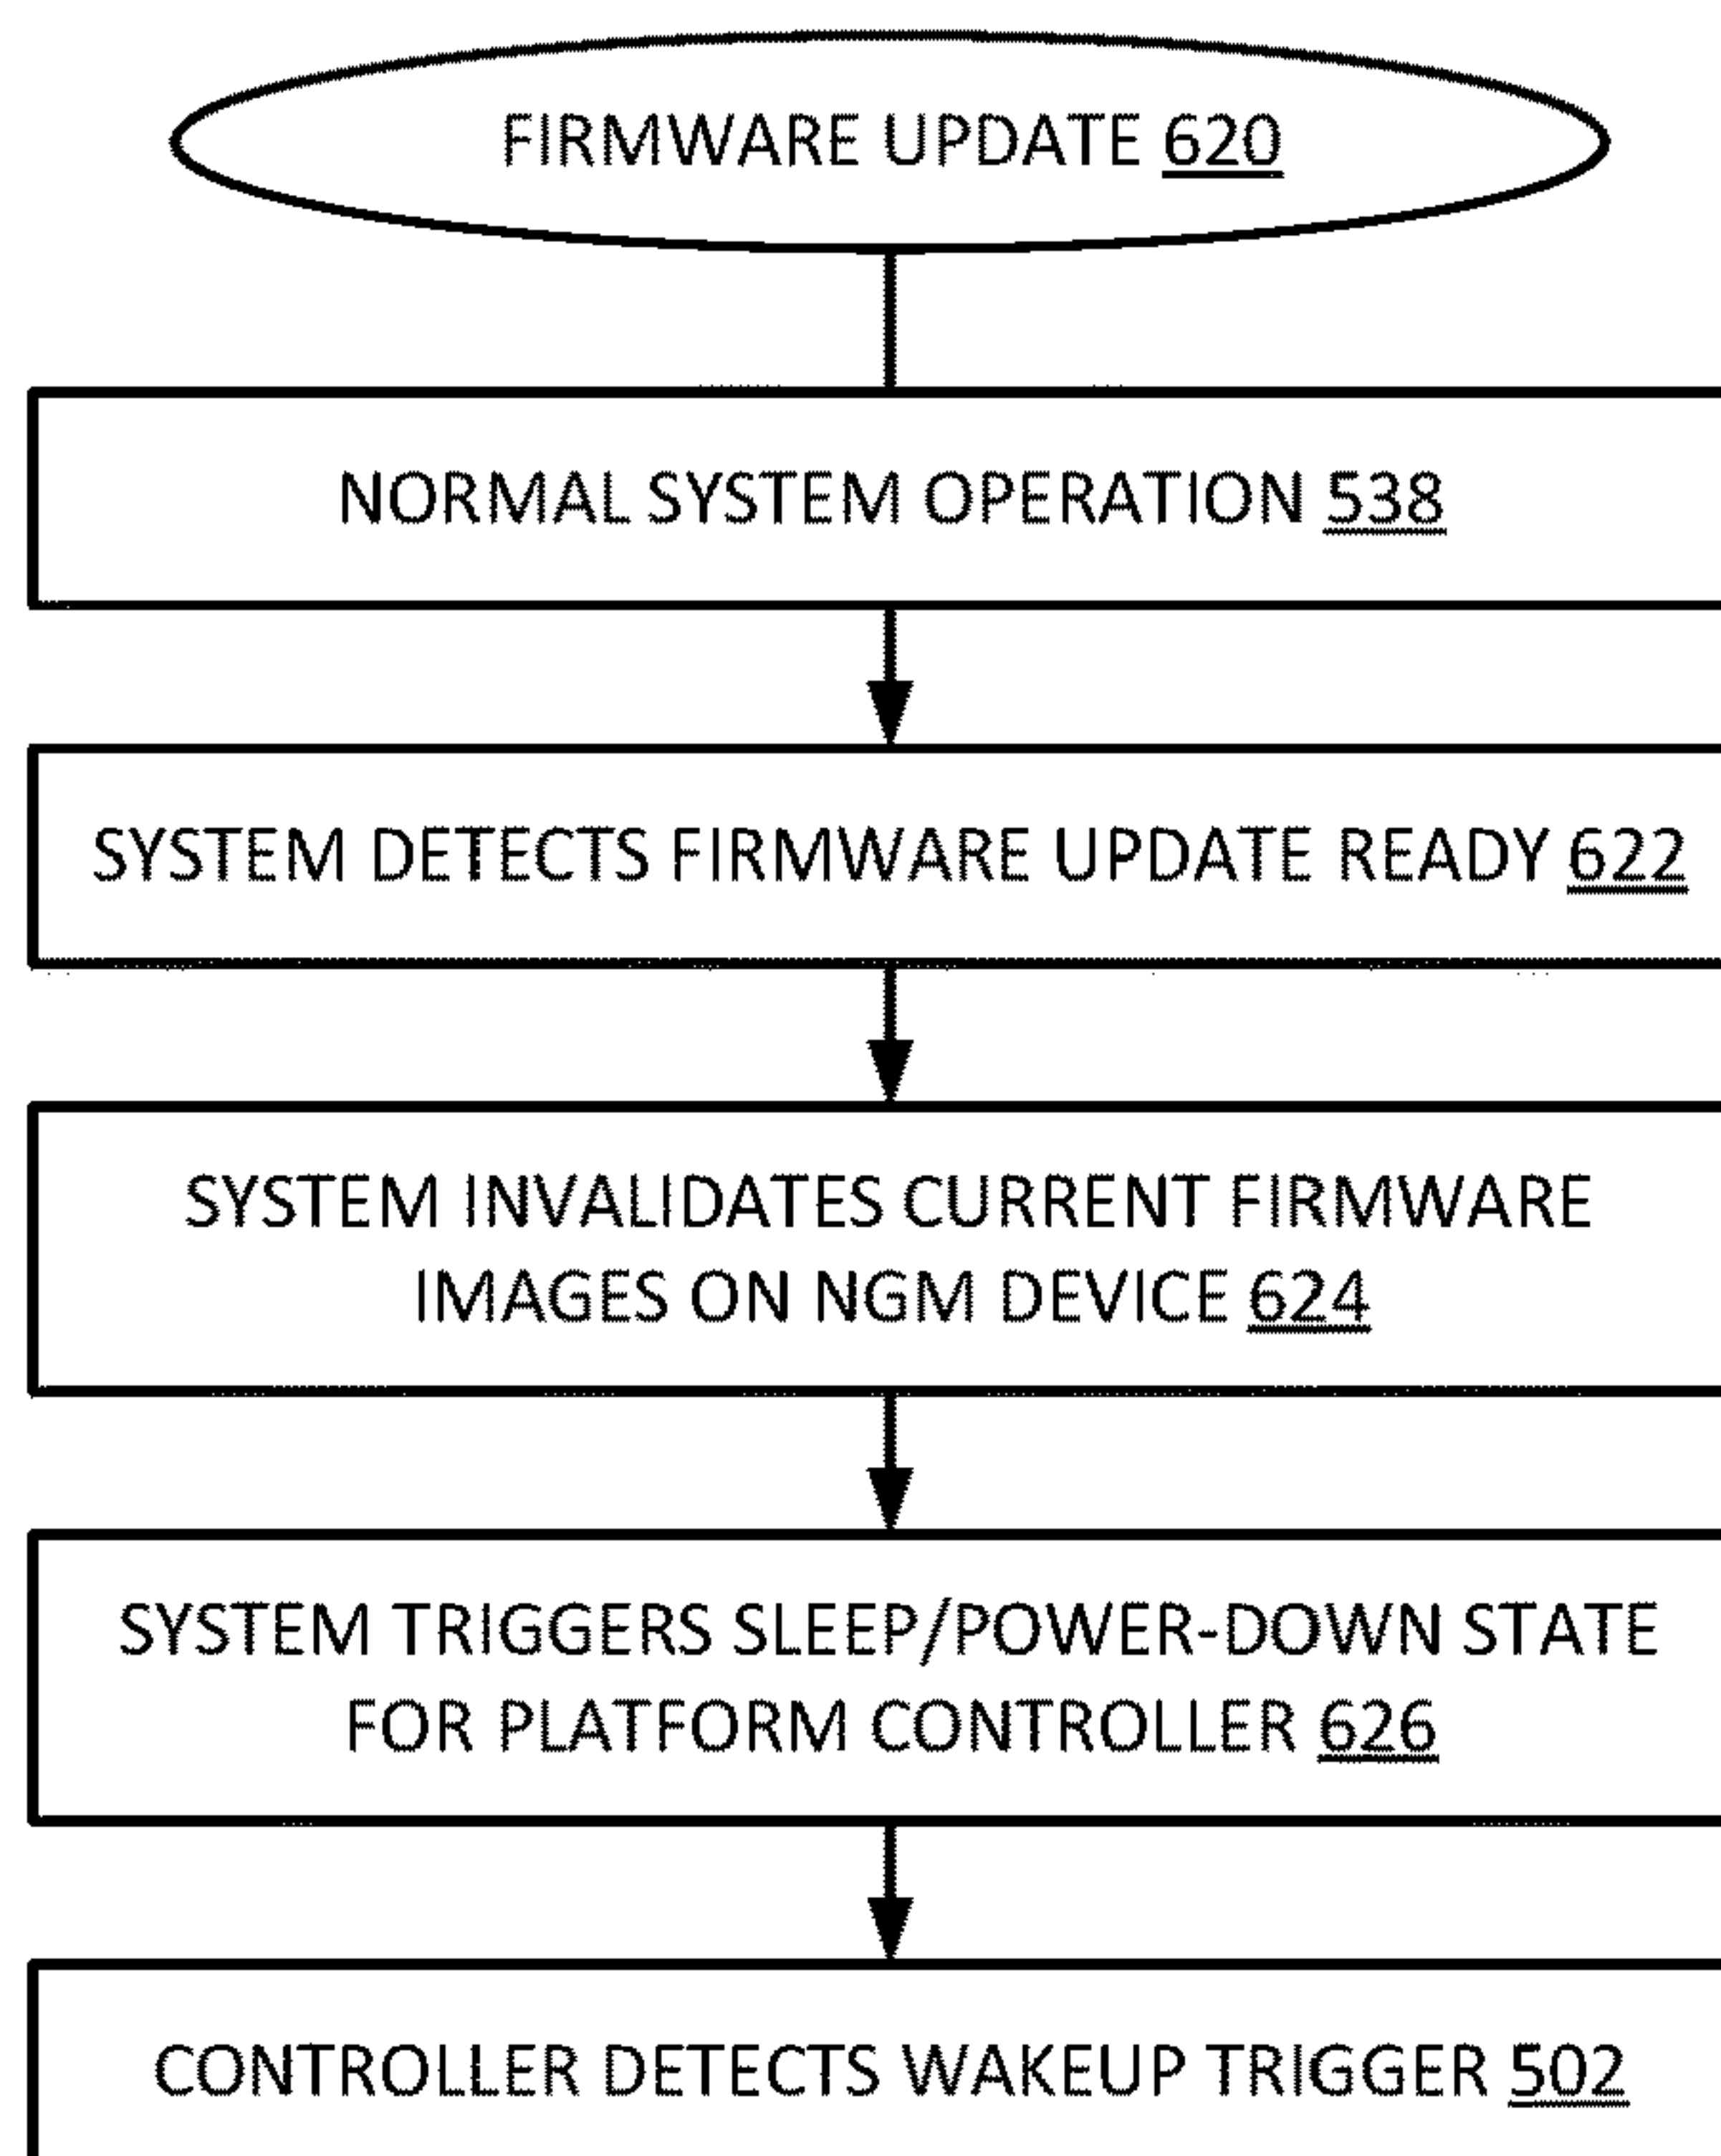 FIRMWARE UPDATE 620
NORMAL SYSTEM OPERATION 538
SYSTEM DETECTS FIRMWARE UPDATE READY 622
SYSTEM INVALIDATES CURRENT FIRMWARE
IMAGES ON NGM DEVICE 624
SYSTEM TRIGGERS SLEEP/POWER-DOWN STATE
FOR PLATFORM CONTROLLER 626
CONTROLLER DETECTS WAKEUP TRIGGER 502